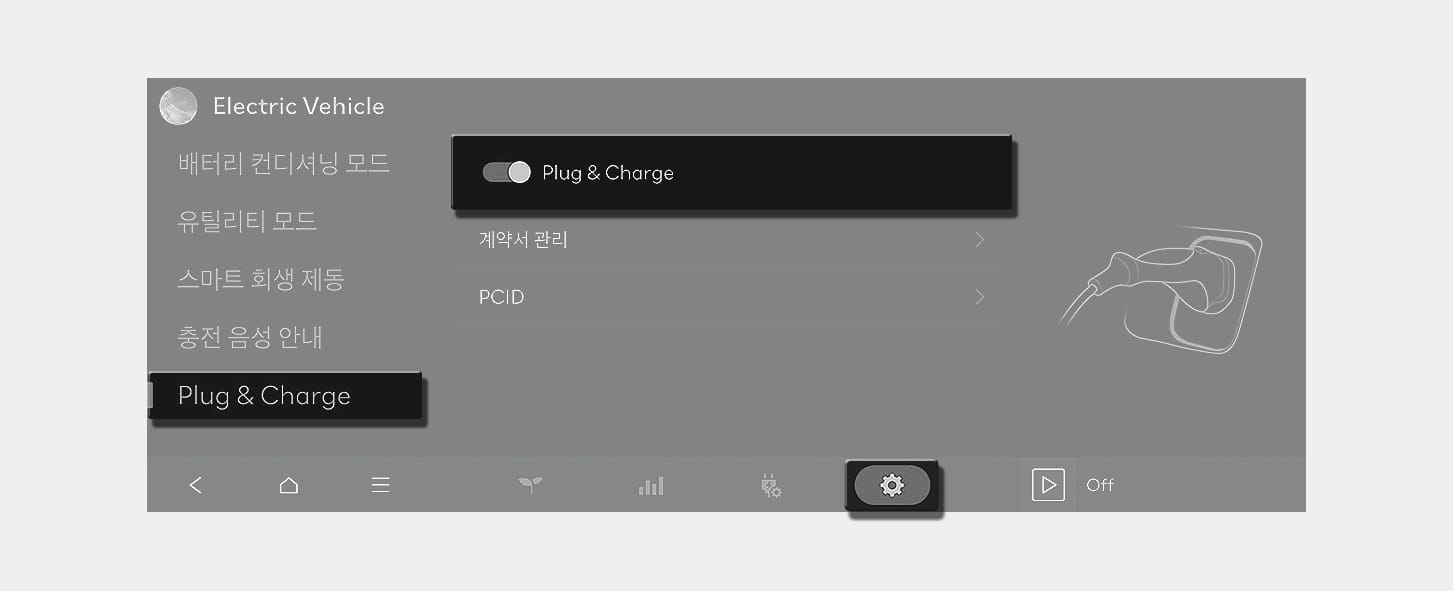 Electric Vehicle
배터리 컨디셔닝 모드
유틸리티 모드
스마트 회생 제동
충전 음성 안내
Plug & Charge
Plug & Charge
계약서 관리
PCID
Off